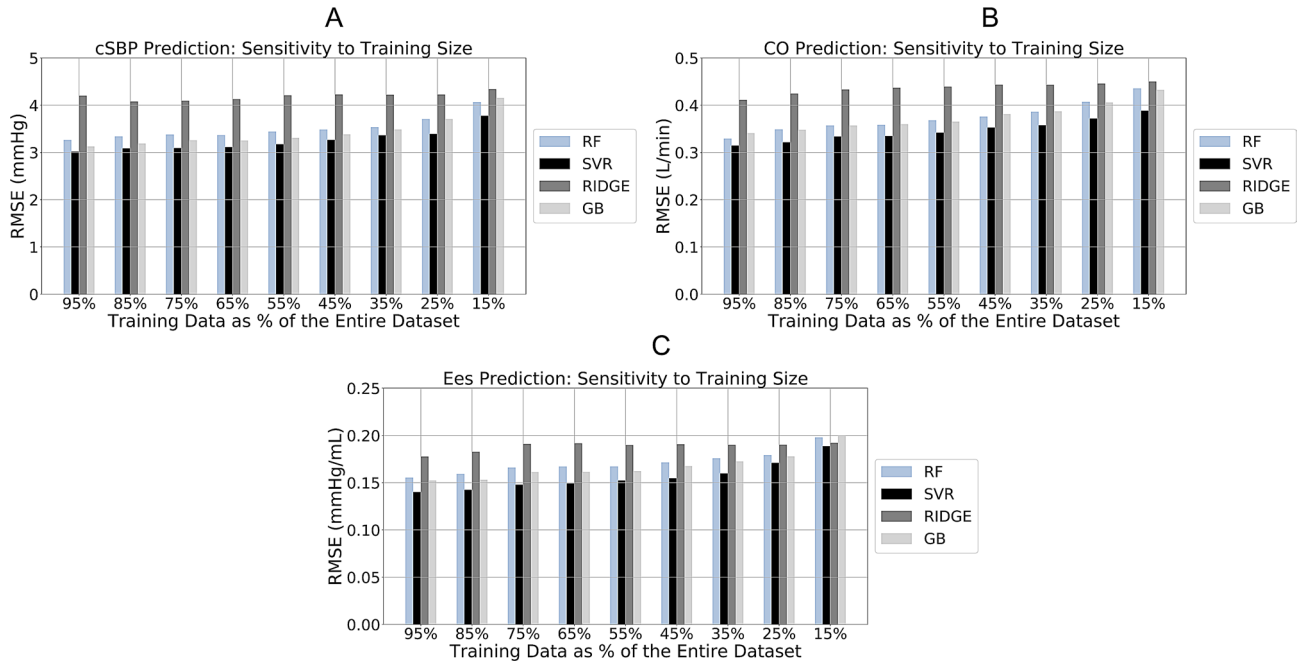 A
cSBP Prediction: Sensitivity to Training Size
RMSE (mmHg)
5
4
3
2
1
0
95% 85% 75% 65% 55% 45% 35% 25% 15%
Training Data as % of the Entire Dataset
RF
SVR
RIDGE
GB
B
CO Prediction: Sensitivity to Training Size
RMSE (L/min)
0.5
0.4
0.3
0.2
0.1
0.0
95% 85% 75% 65% 55% 45% 35% 25% 15%
Training Data as % of the Entire Dataset
RF
SVR
RIDGE
GB
C
Ees Prediction: Sensitivity to Training Size
RMSE (mmHg/mL)
0.25
0.20
0.15
0.10
0.05
0.00
95% 85% 75% 65% 55% 45% 35% 25% 15%
Training Data as % of the Entire Dataset
RF
SVR
RIDGE
GB